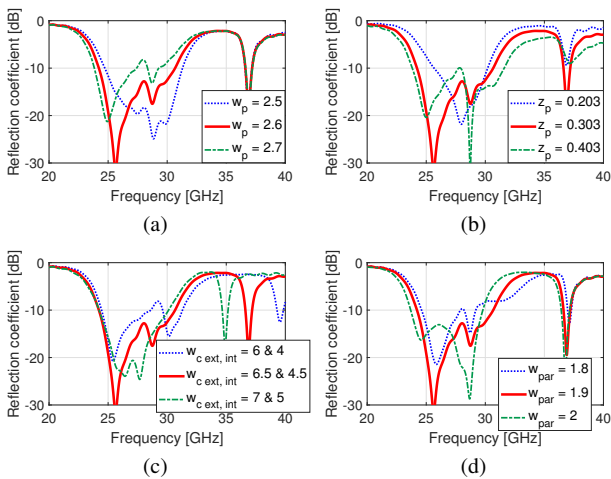 0
-10
-20
-30
Reflection coefficient [dB]
w_p = 2.5
w_p = 2.6
w_p = 2.7
20 25 30 35 40
Frequency [GHz]
(a)
0
-10
-20
-30
Reflection coefficient [dB]
z_p = 0.203
z_p = 0.303
z_p = 0.403
20 25 30 35 40
Frequency [GHz]
(b)
0
-10
-20
-30
Reflection coefficient [dB]
w_c ext, int = 6 & 4
w_c ext, int = 6.5 & 4.5
w_c ext, int = 7 & 5
20 25 30 35 40
Frequency [GHz]
(c)
0
-10
-20
-30
Reflection coefficient [dB]
w_par = 1.8
w_par = 1.9
w_par = 2
20 25 30 35 40
Frequency [GHz]
(d)